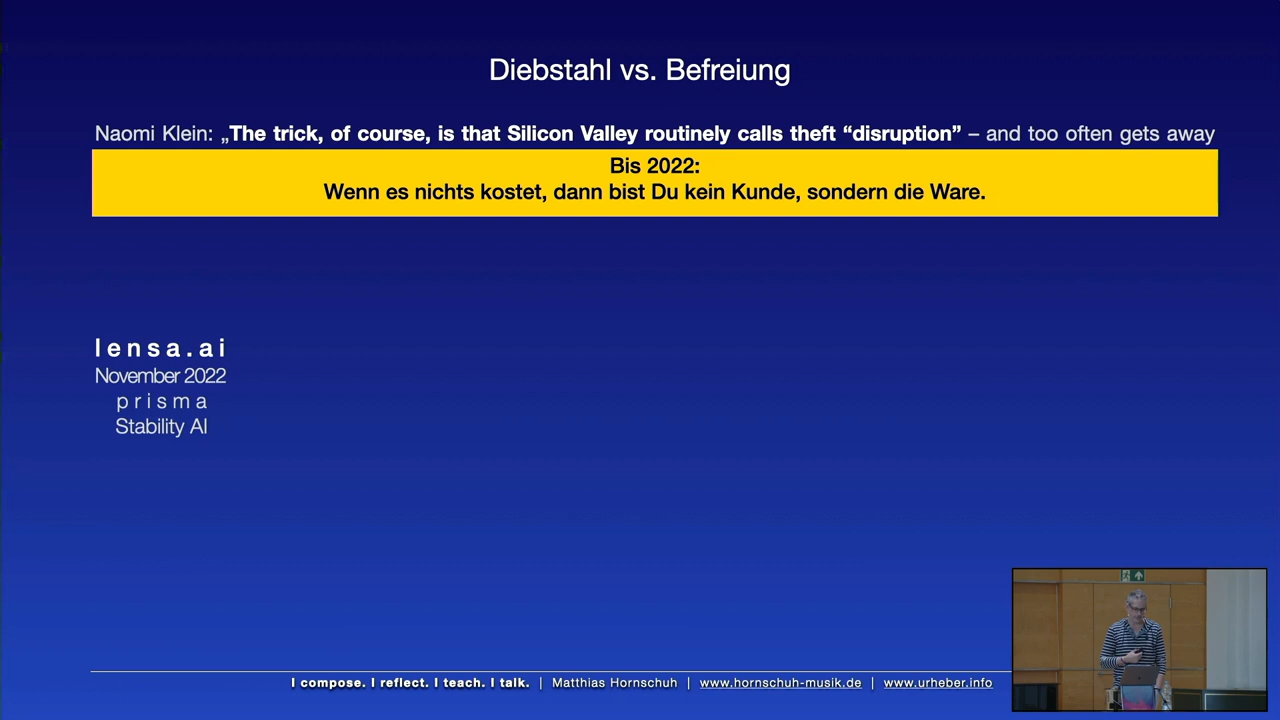 Diebstahl vs. Befreiung
Naomi Klein: „The trick, of course, is that Silicon Valley routinely calls theft “disruption” – and too often gets away
Bis 2022:
Wenn es nichts kostet, dann bist Du kein Kunde, sondern die Ware.
lensa.ai
November 2022
prisma
Stability AI
I compose. I reflect. I teach. I talk. | Matthias Hornschuh | www.hornschuh-musik.de | www.urheber.info